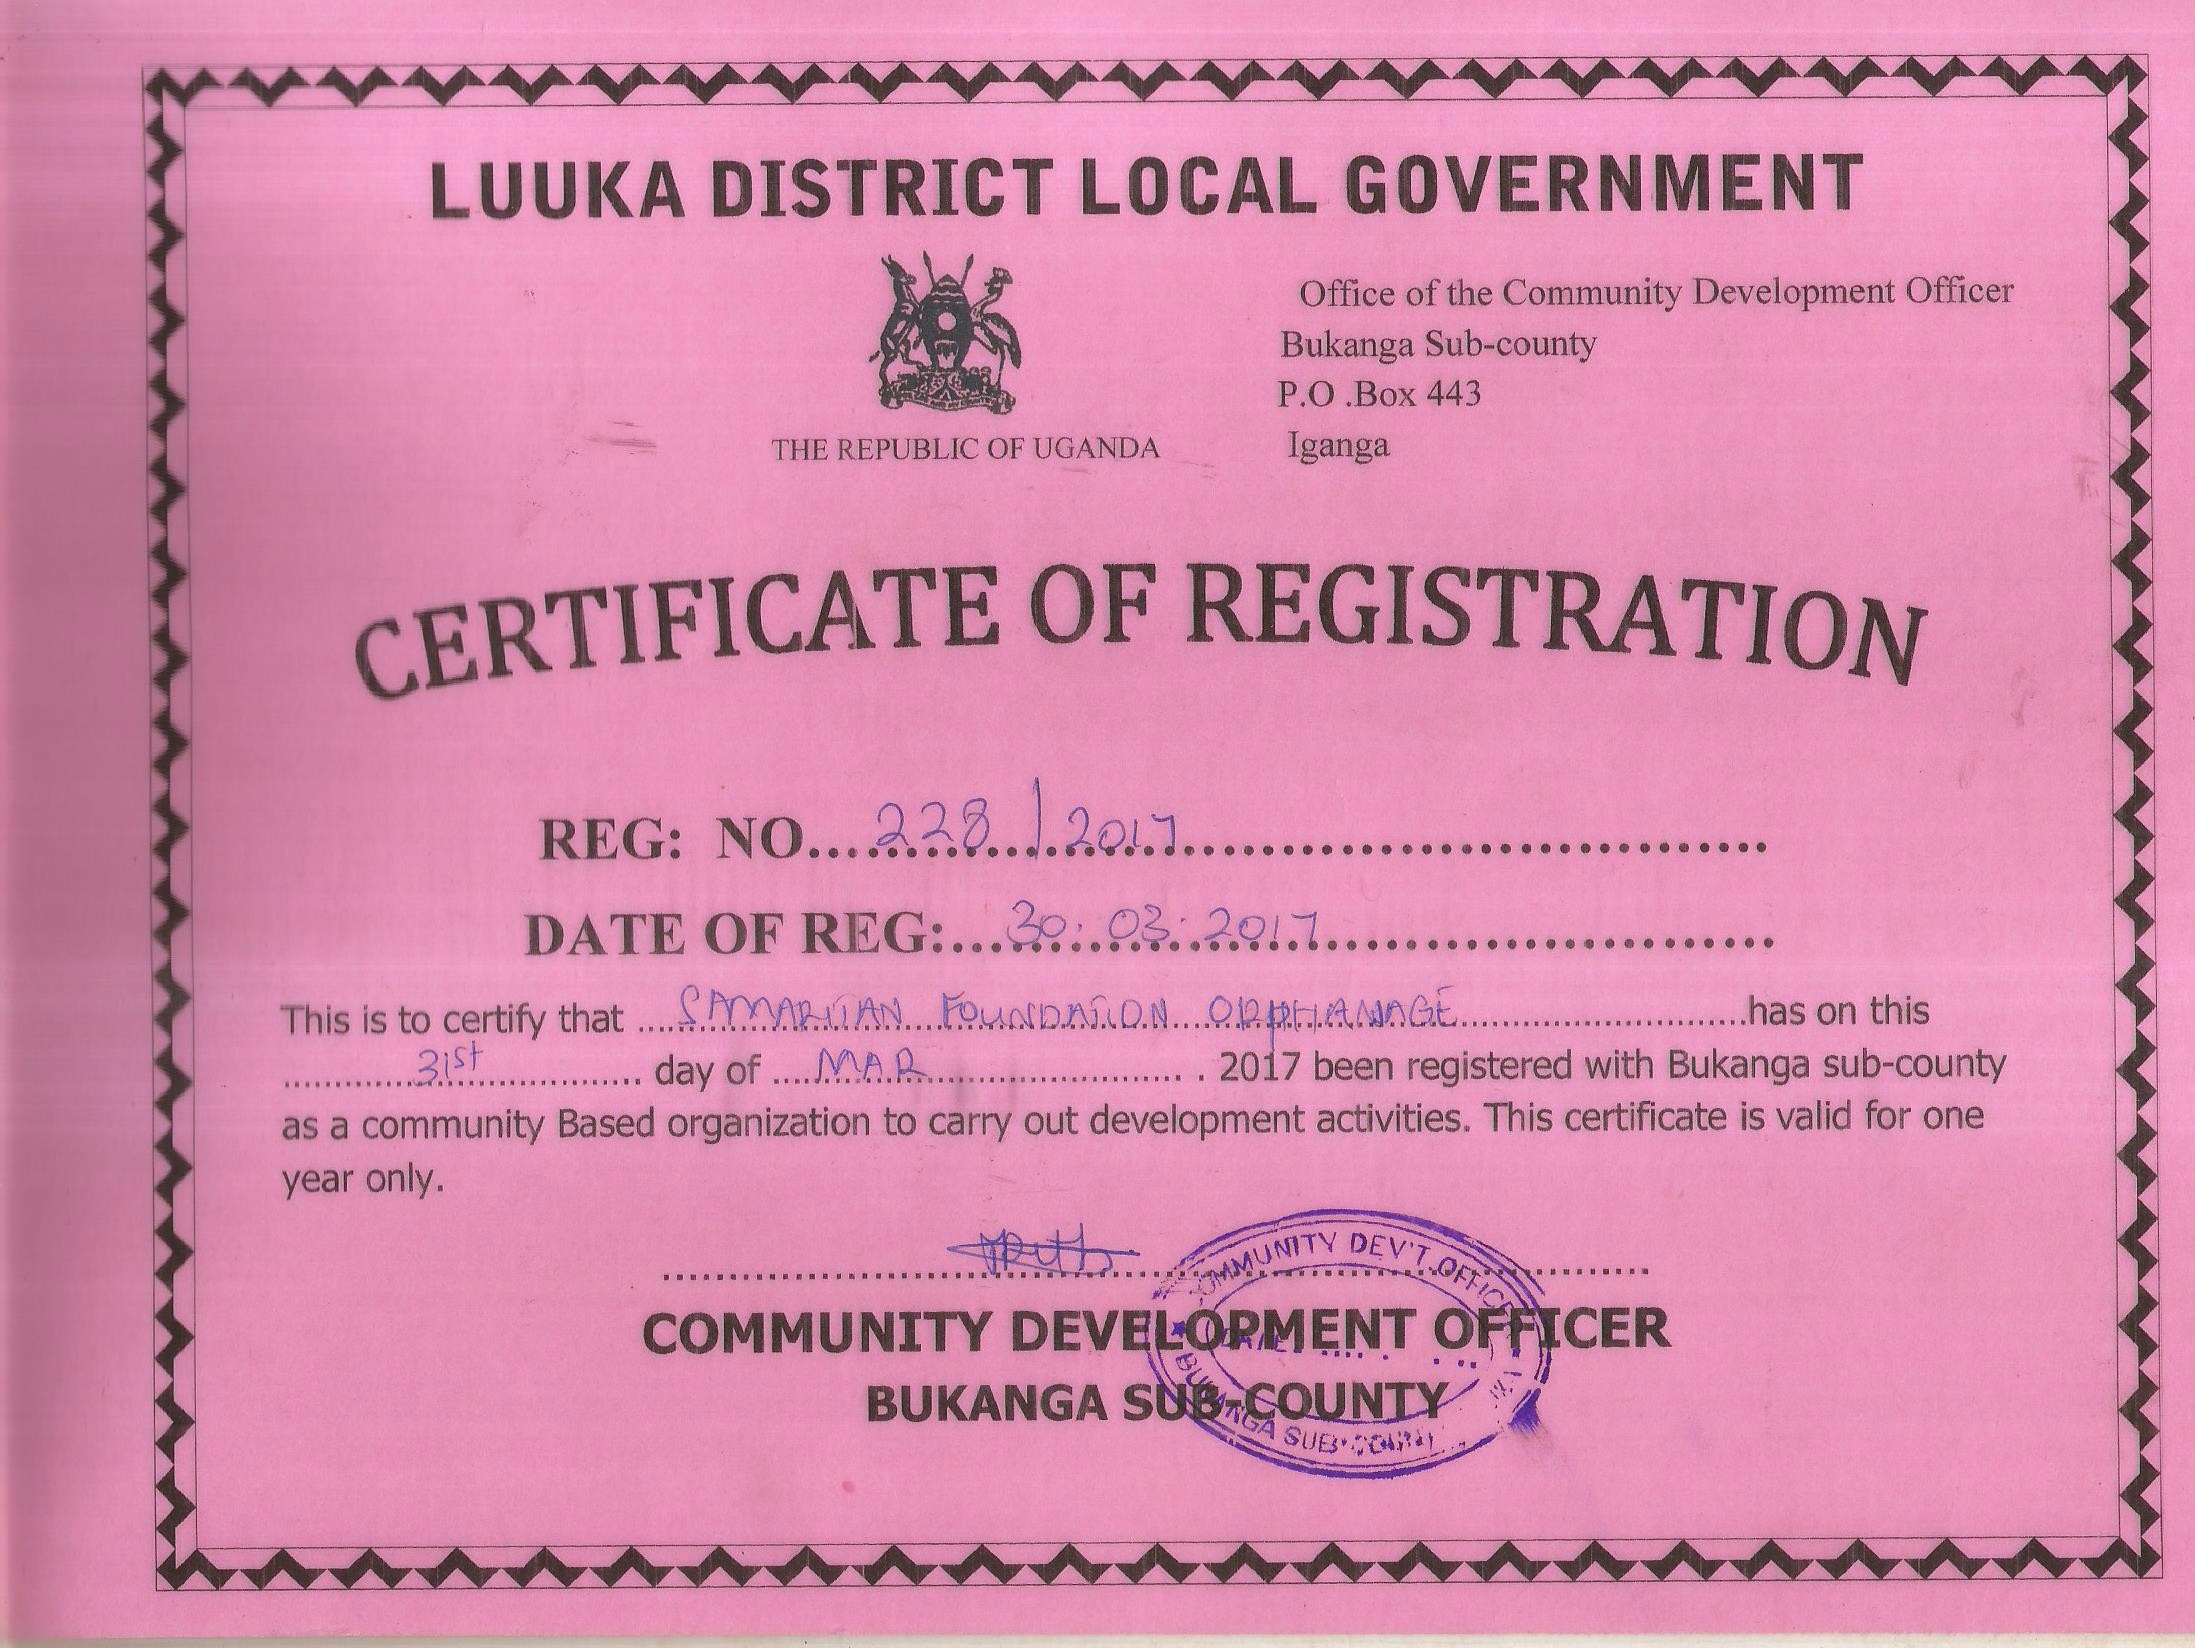 LUUKA DISTRICT LOCAL GOVERNMENT
Office of the Community Development Officer
Bukanga Sub-county
P.O .Box 443
THE REPUBLIC OF UGANDA
Iganga
CERTIFICATE OF REGISTRATION
REG: NO....228/2017........................................
DATE OF REG:....30.03.2017........................................
This is to certify that ....SAMARITAN FOUNDATION ORPHANAGE....has on this
....31st.... day of ....MAR.... . 2017 been registered with Bukanga sub-county
as a community Based organization to carry out development activities. This certificate is valid for one
year only.
COMMUNITY DEVELOPMENT OFFICER
BUKANGA SUB-COUNTY
COMMUNITY DEV'T. OFFICER
DATE:
BUKANGA SUB-COUNTY